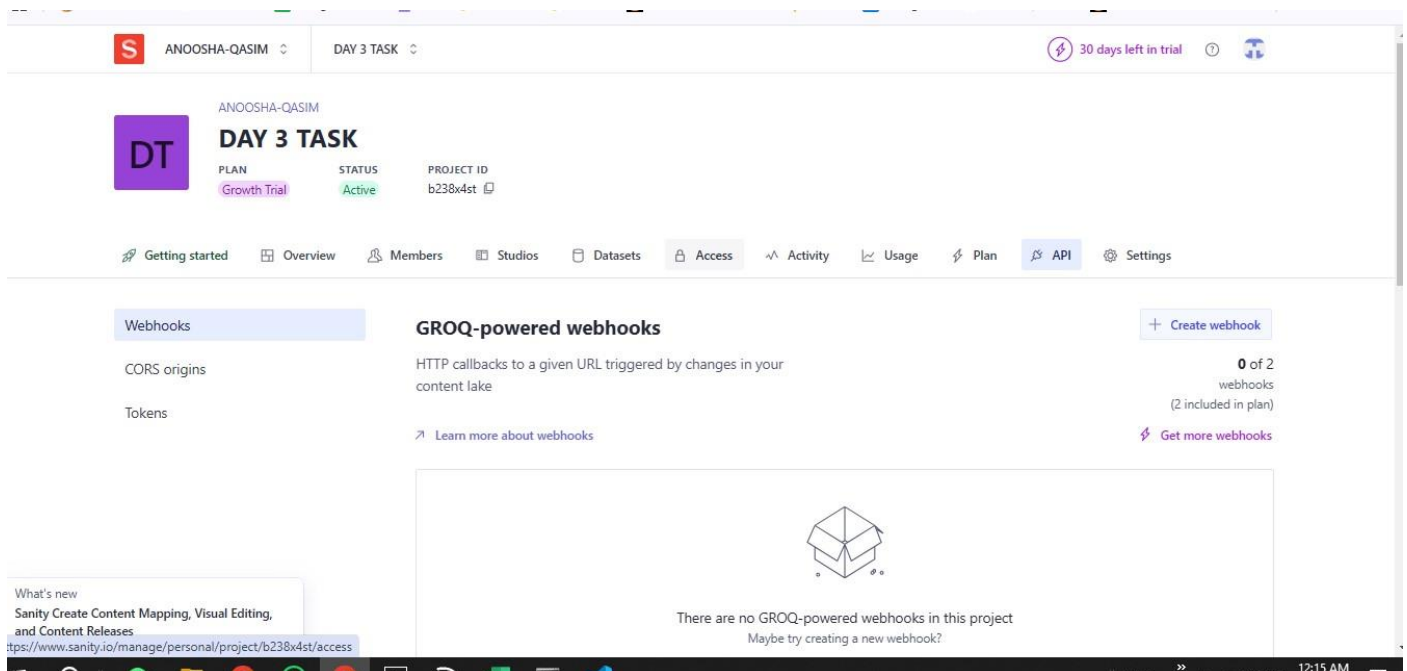 S ANOOSHA-QASIM DAY 3 TASK 30 days left in trial ?
ANOOSHA-QASIM
DT DAY 3 TASK
PLAN STATUS PROJECT ID
Growth Trial Active b238x4st
Getting started Overview Members Studios Datasets Access Activity Usage Plan API Settings
Webhooks
CORS origins
Tokens
GROQ-powered webhooks
HTTP callbacks to a given URL triggered by changes in your
content lake
Learn more about webhooks
+ Create webhook
0 of 2
webhooks
(2 included in plan)
Get more webhooks
There are no GROQ-powered webhooks in this project
Maybe try creating a new webhook?
What's new
Sanity Create Content Mapping, Visual Editing,
and Content Releases
ttps://www.sanity.io/manage/personal/project/b238x4st/access
12:15 AM